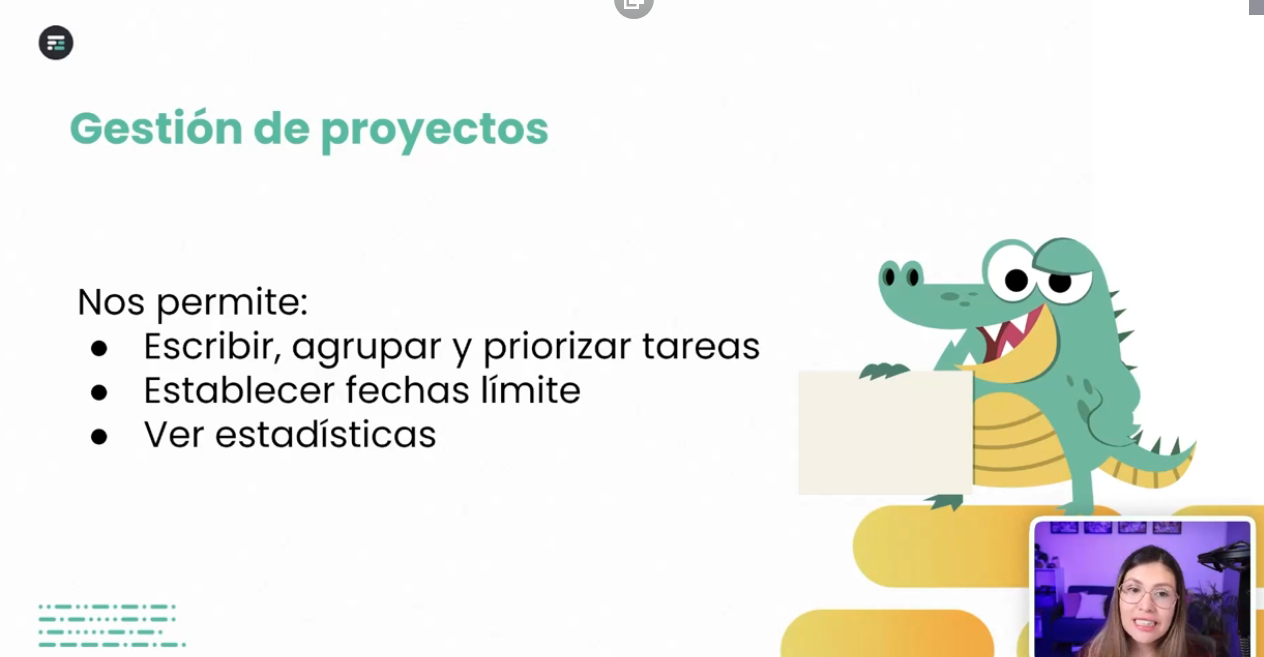 Gestión de proyectos
Nos permite:
● Escribir, agrupar y priorizar tareas
● Establecer fechas límite
● Ver estadísticas